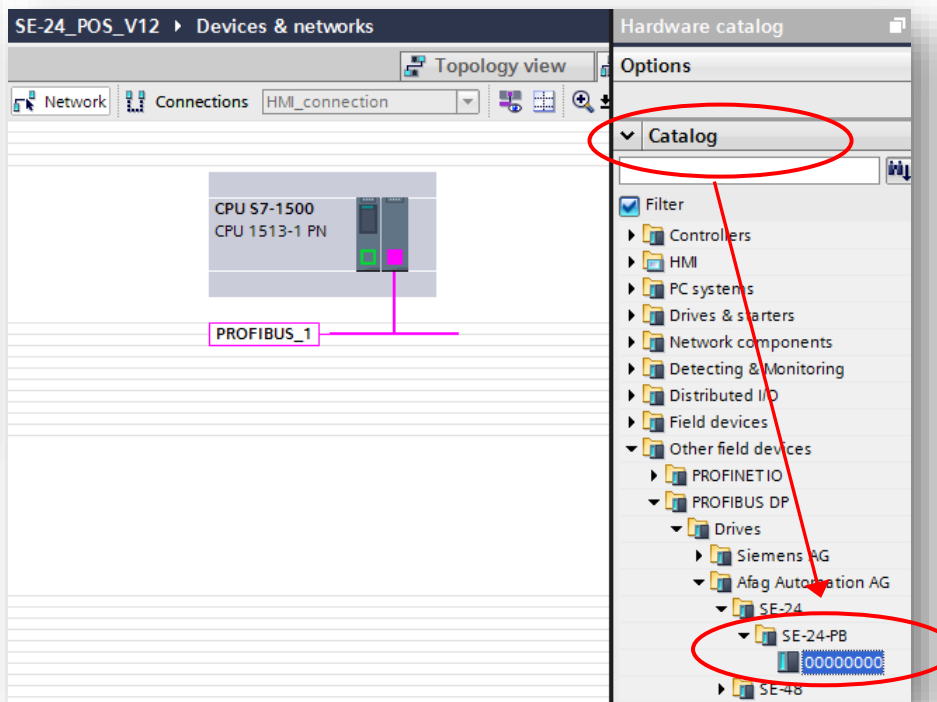 SE-24_POS_V12 ▸ Devices & networks
Topology view
Network Connections HMI_connection
CPU S7-1500
CPU 1513-1 PN
PROFIBUS_1
Hardware catalog
Options
Catalog
Filter
Controllers
HMI
PC systems
Drives & starters
Network components
Detecting & Monitoring
Distributed I/O
Field devices
Other field devices
PROFINET IO
PROFIBUS DP
Drives
Siemens AG
Afag Automation AG
SE-24
SE-24-PB
00000000
SE-48